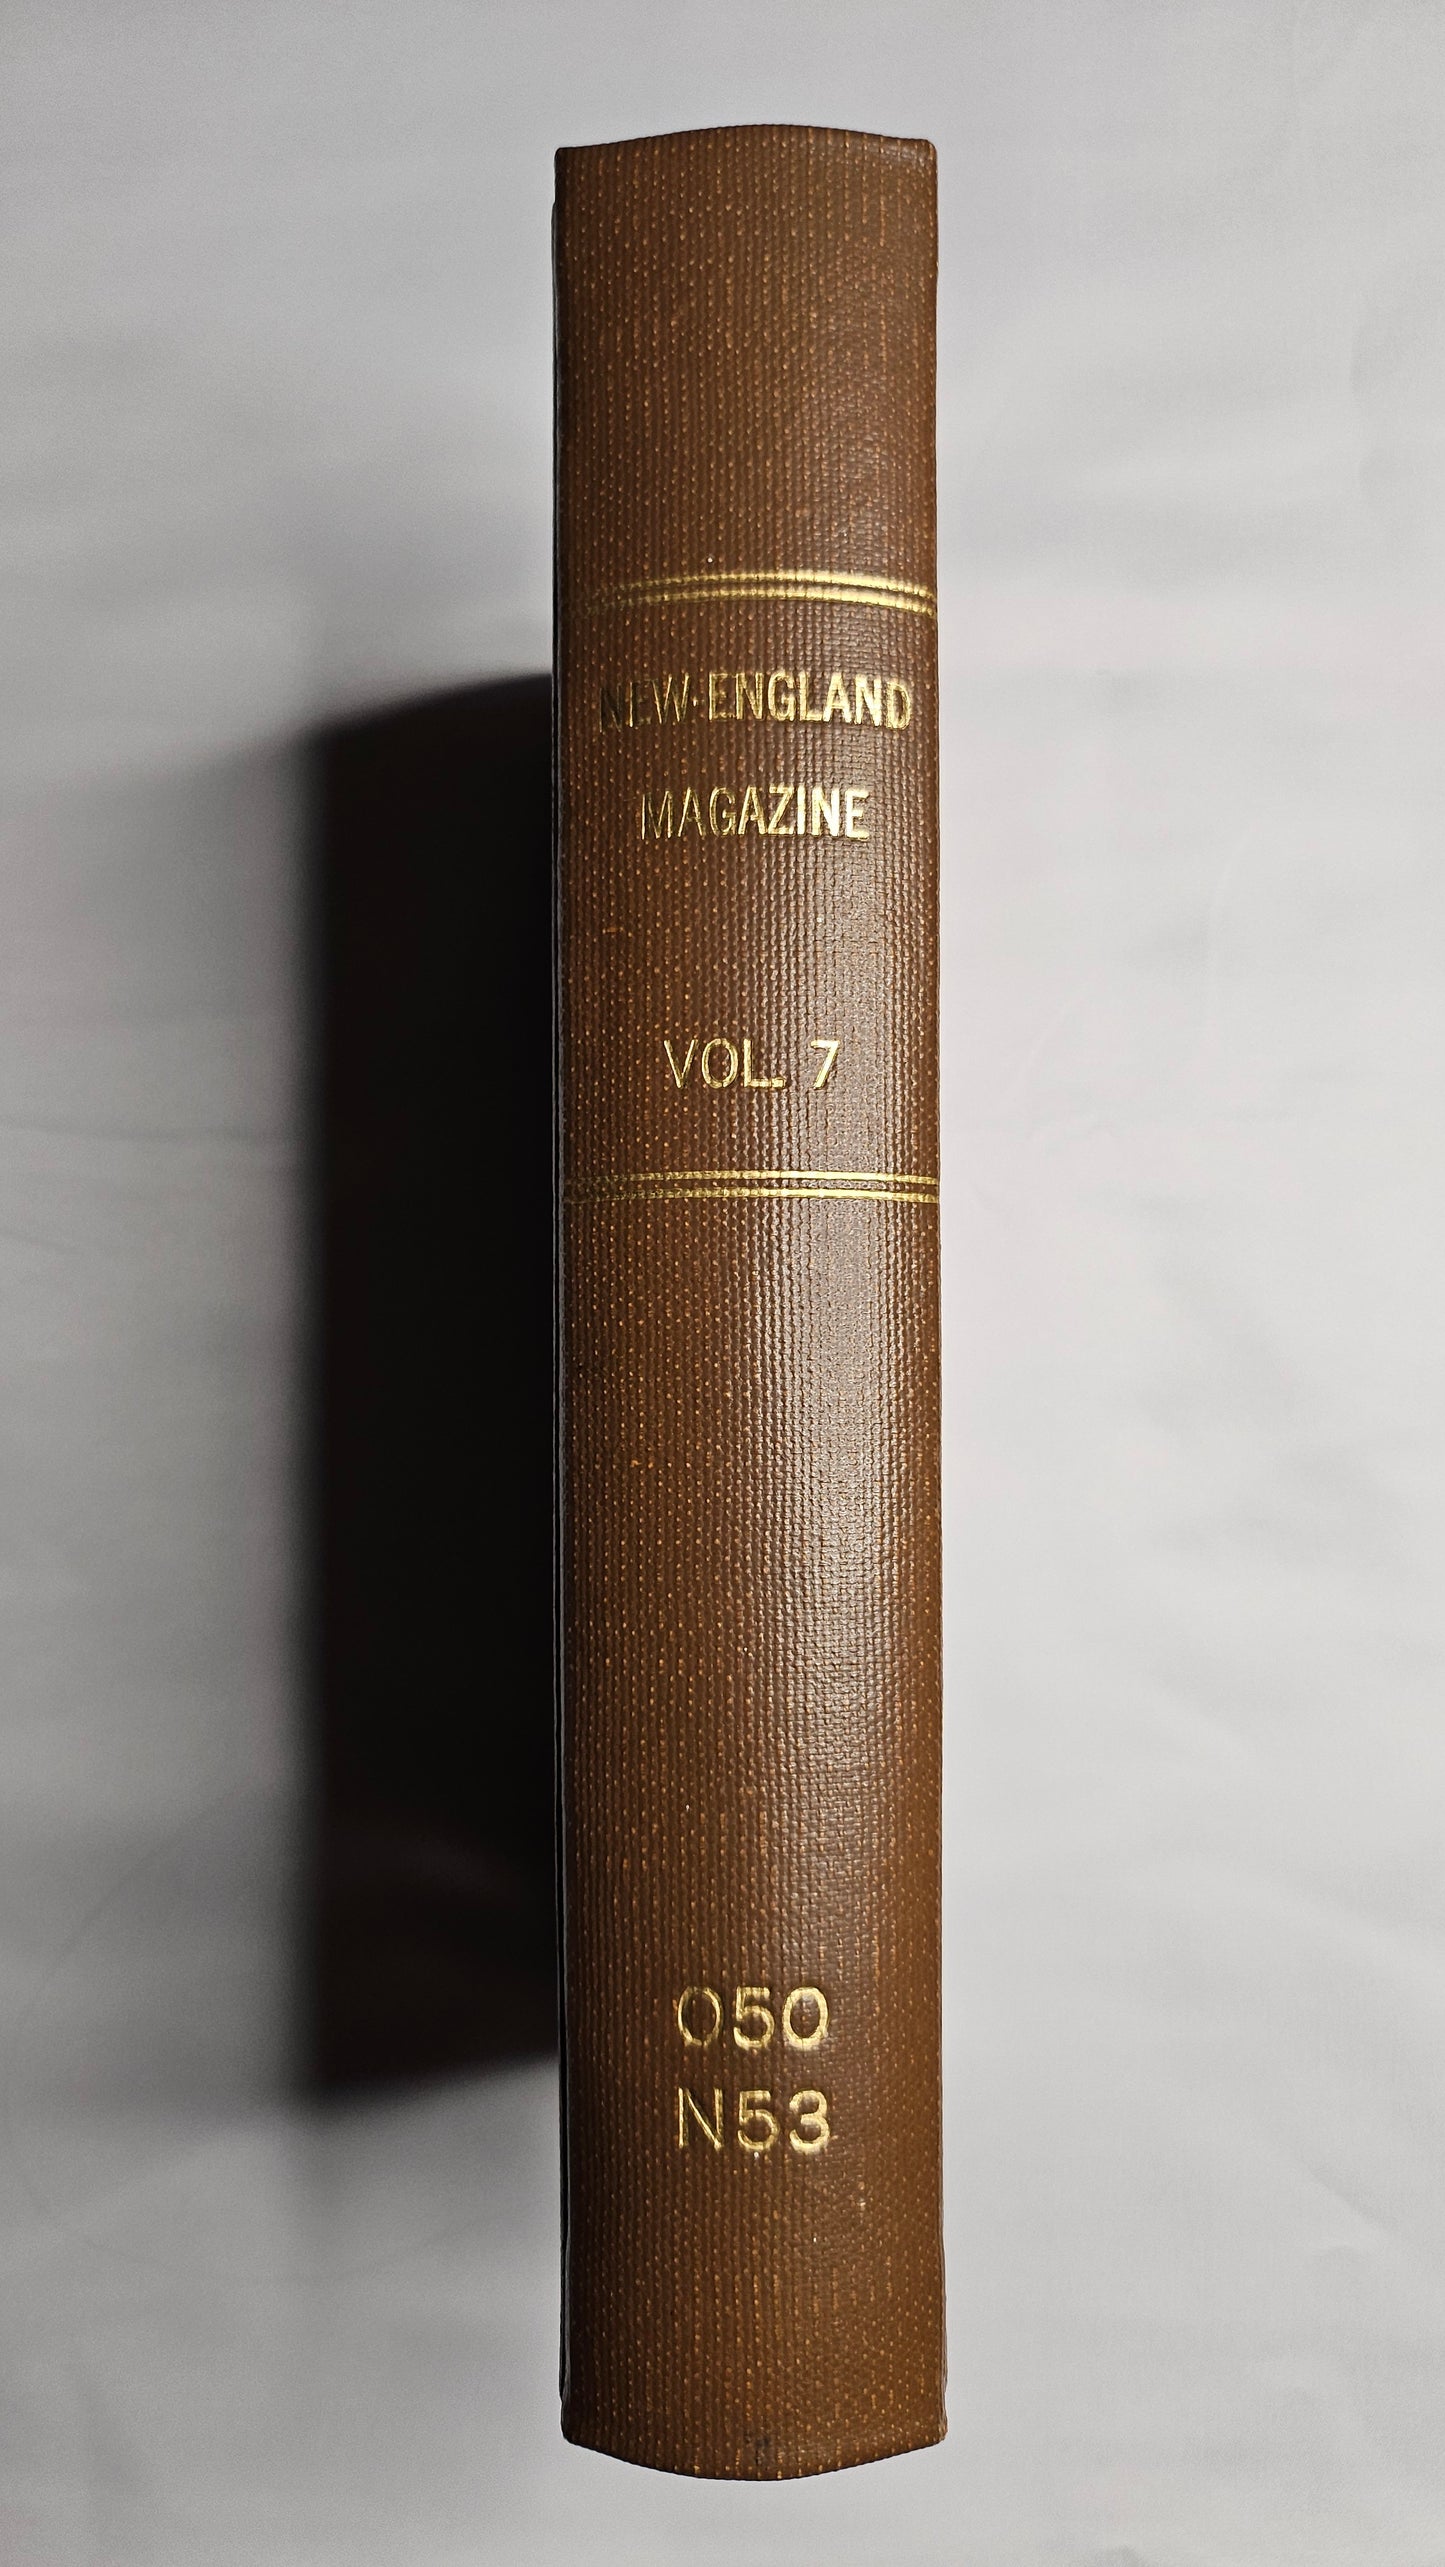 NEW·ENGLAND
MAGAZINE
VOL. 7
050
N53